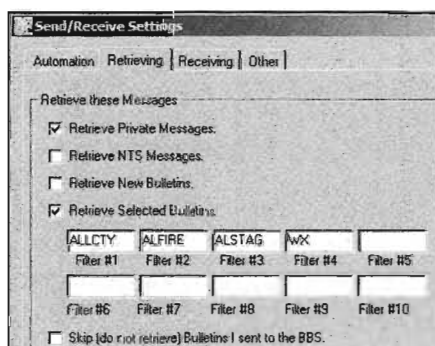 Send/Receive Settings
Automation Retrieving Receiving Other
Retrieve these Messages
Retrieve Private Messages.
Retrieve NTS Messages.
Retrieve New Bulletins.
Retrieve Selected Bulletins.
ALLCTY ALFIRE ALSTAG WX
Filter #1 Filter #2 Filter #3 Filter #4 Filter #5
Filter #6 Filter #7 Filter #8 Filter #9 Filter #10
Skip (do not retrieve) Bulletins I sent to the BBS.